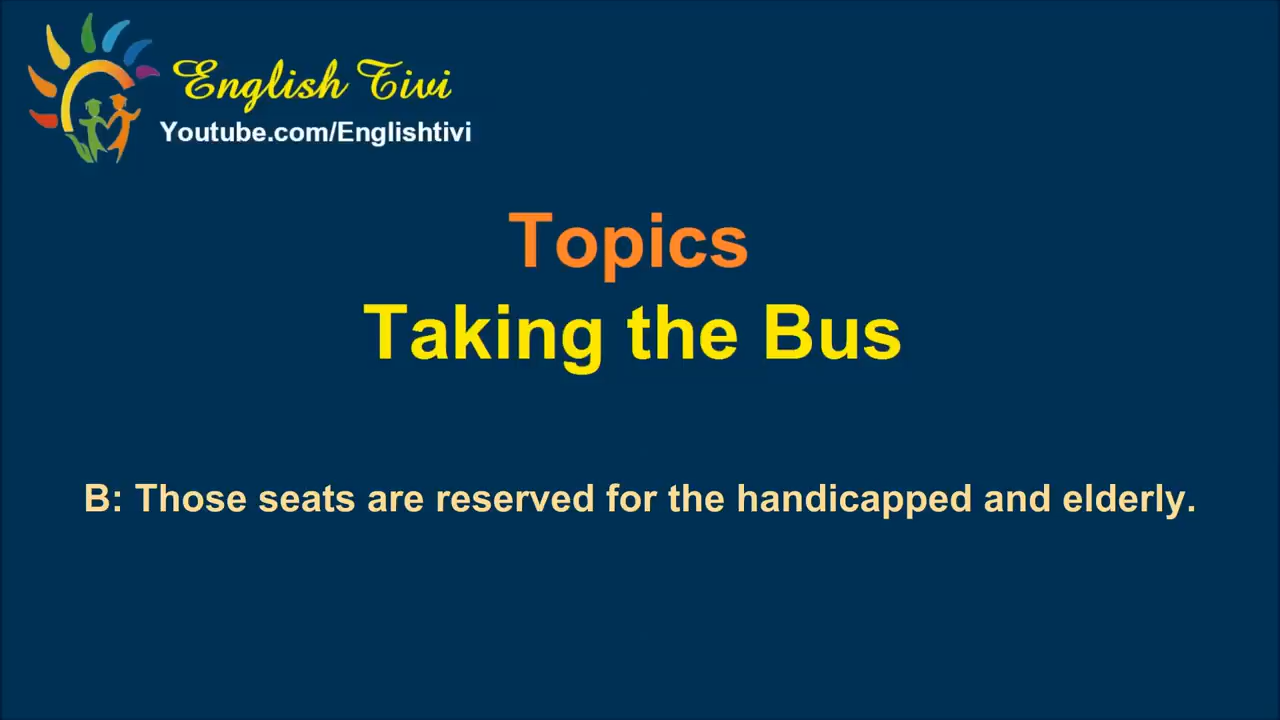 English Tivi
Youtube.com/Englishtivi
Topics
Taking the Bus
B: Those seats are reserved for the handicapped and elderly.